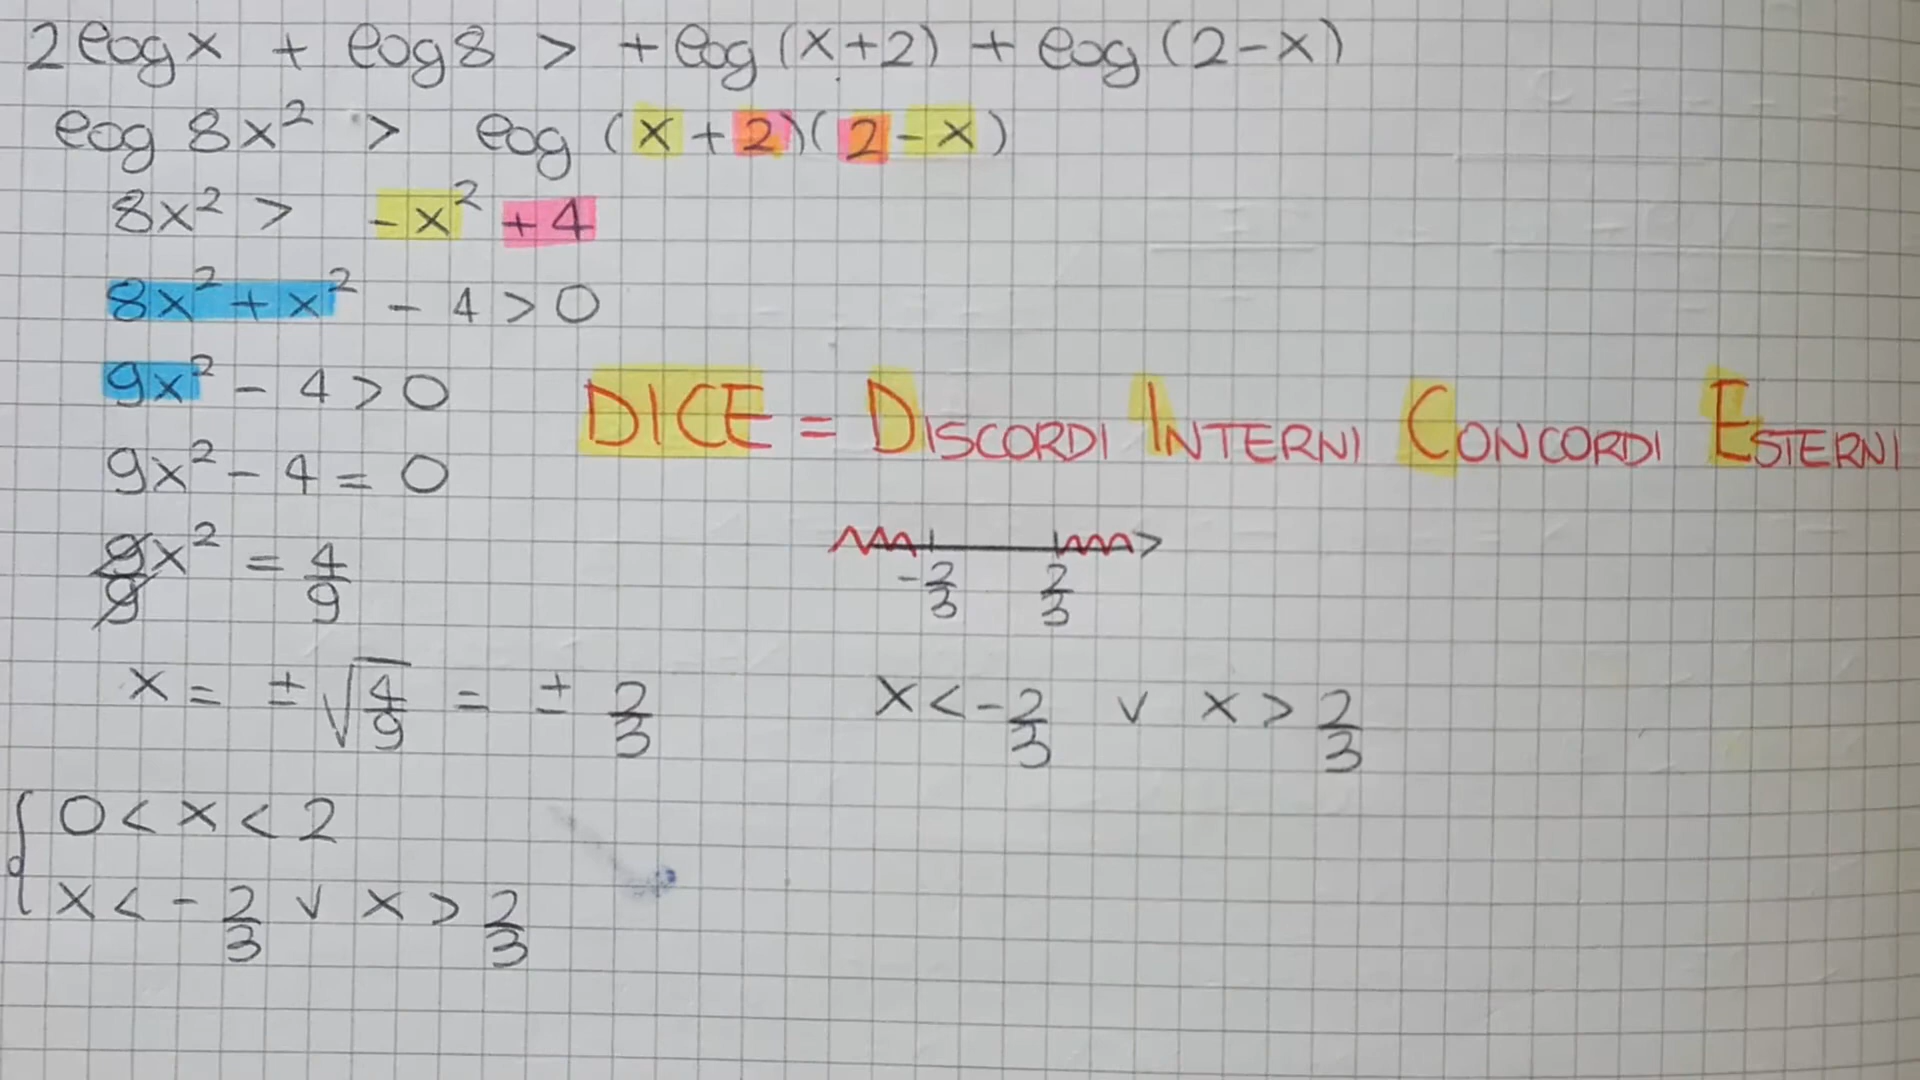 2 log x + log 8 > + log (x+2) + log (2-x)
log 8x² > log (x+2)(2-x)
8x² > -x² +4
8x² + x² - 4 > 0
9x² - 4 > 0
DICE = DISCORDI INTERNI CONCORDI ESTERNI
9x² - 4 = 0
9x²/9 = 4/9
-2/3 2/3
x = ±√(4/9) = ± 2/3
x < -2/3 ∨ x > 2/3
{ 0 < x < 2
x < -2/3 ∨ x > 2/3